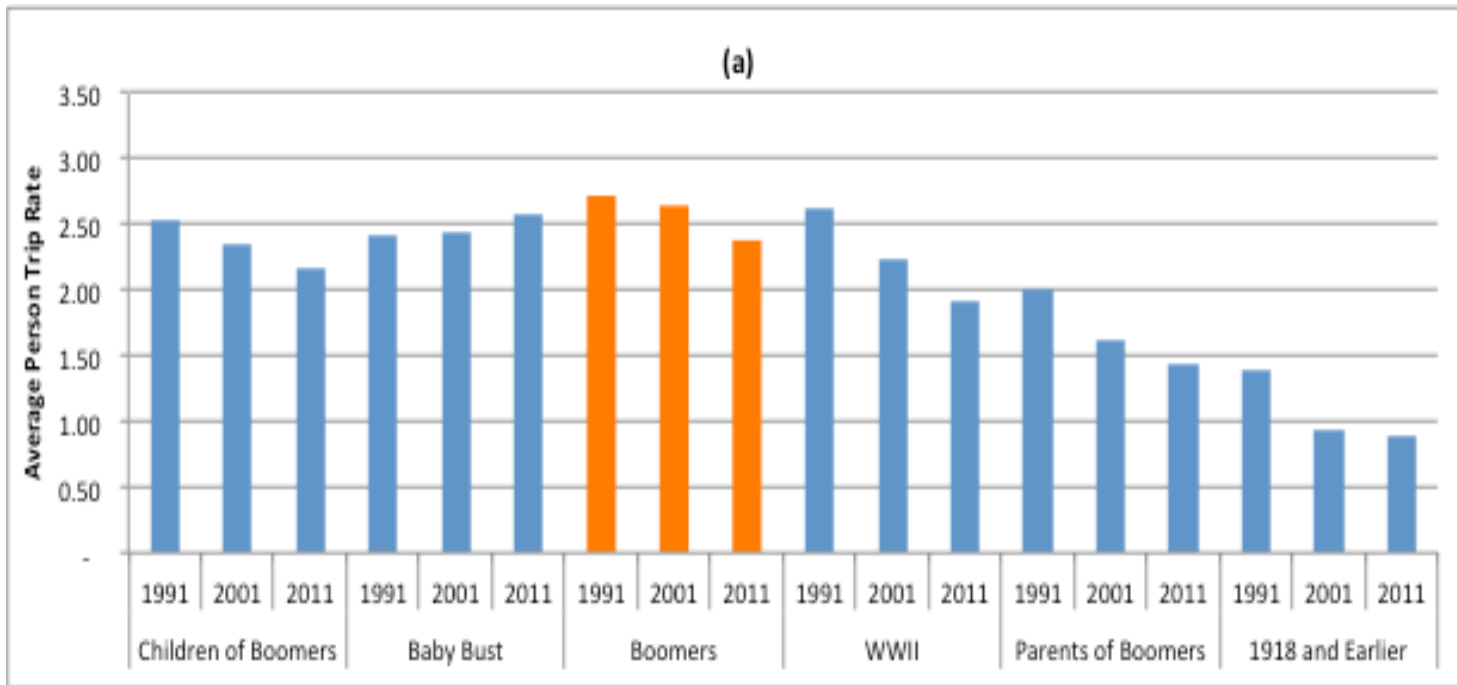 (a)
Average Person Trip Rate
3.50
3.00
2.50
2.00
1.50
1.00
0.50
-
1991 2001 2011 1991 2001 2011 1991 2001 2011 1991 2001 2011 1991 2001 2011 1991 2001 2011
Children of Boomers Baby Bust Boomers WWII Parents of Boomers 1918 and Earlier